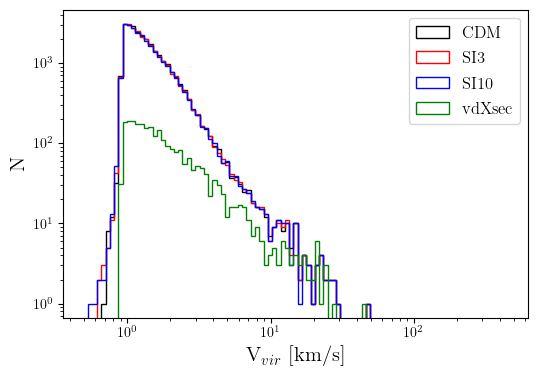 10³
10²
10¹
10⁰
N
10⁰ 10¹ 10²
V_vir [km/s]
CDM
SI3
SI10
vdXsec